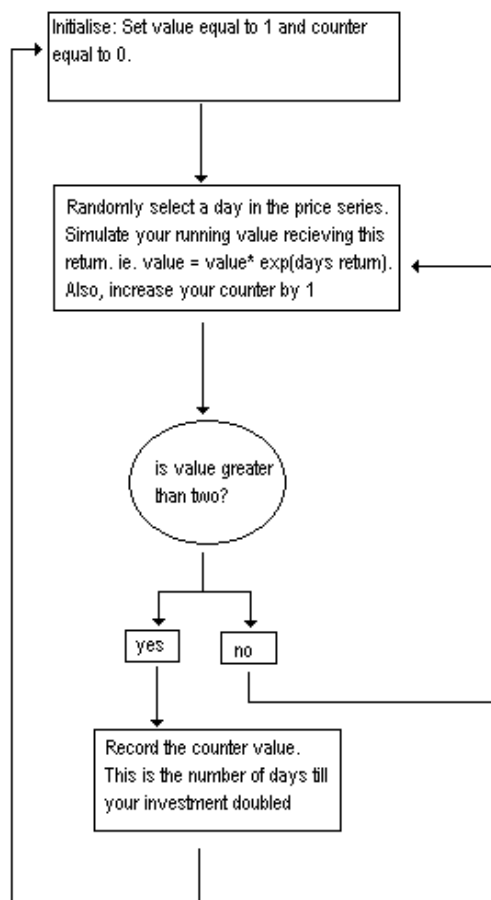 Initialise: Set value equal to 1 and counter
equal to 0.
Randomly select a day in the price series.
Simulate your running value recieving this
return. ie. value = value* exp(days return).
Also, increase your counter by 1
is value greater
than two?
yes
no
Record the counter value.
This is the number of days till
your investment doubled